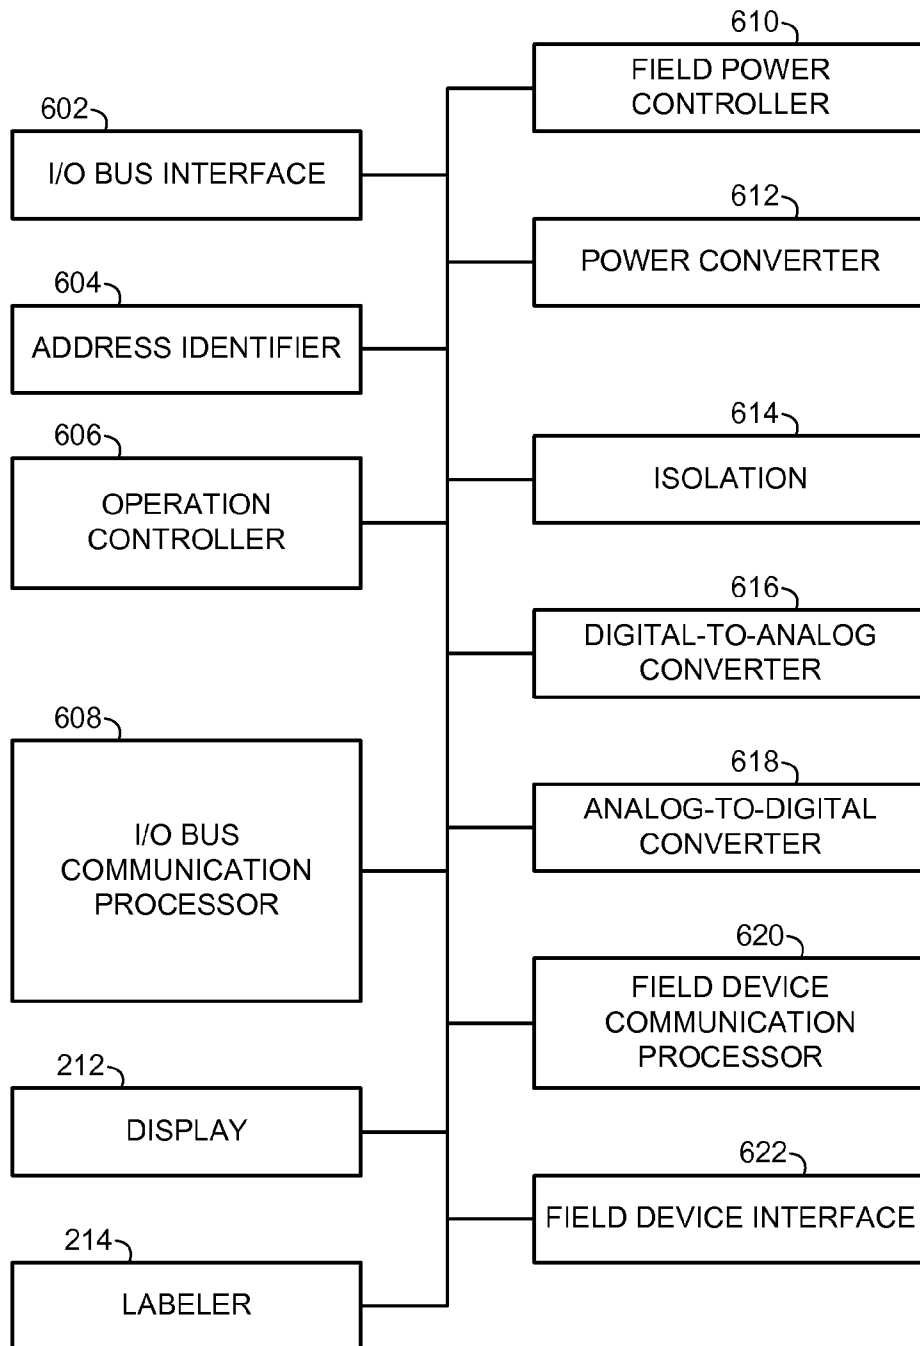 602
I/O BUS INTERFACE
604
ADDRESS IDENTIFIER
606
OPERATION
CONTROLLER
608
I/O BUS
COMMUNICATION
PROCESSOR
212
DISPLAY
214
LABELER
610
FIELD POWER
CONTROLLER
612
POWER CONVERTER
614
ISOLATION
616
DIGITAL-TO-ANALOG
CONVERTER
618
ANALOG-TO-DIGITAL
CONVERTER
620
FIELD DEVICE
COMMUNICATION
PROCESSOR
622
FIELD DEVICE INTERFACE